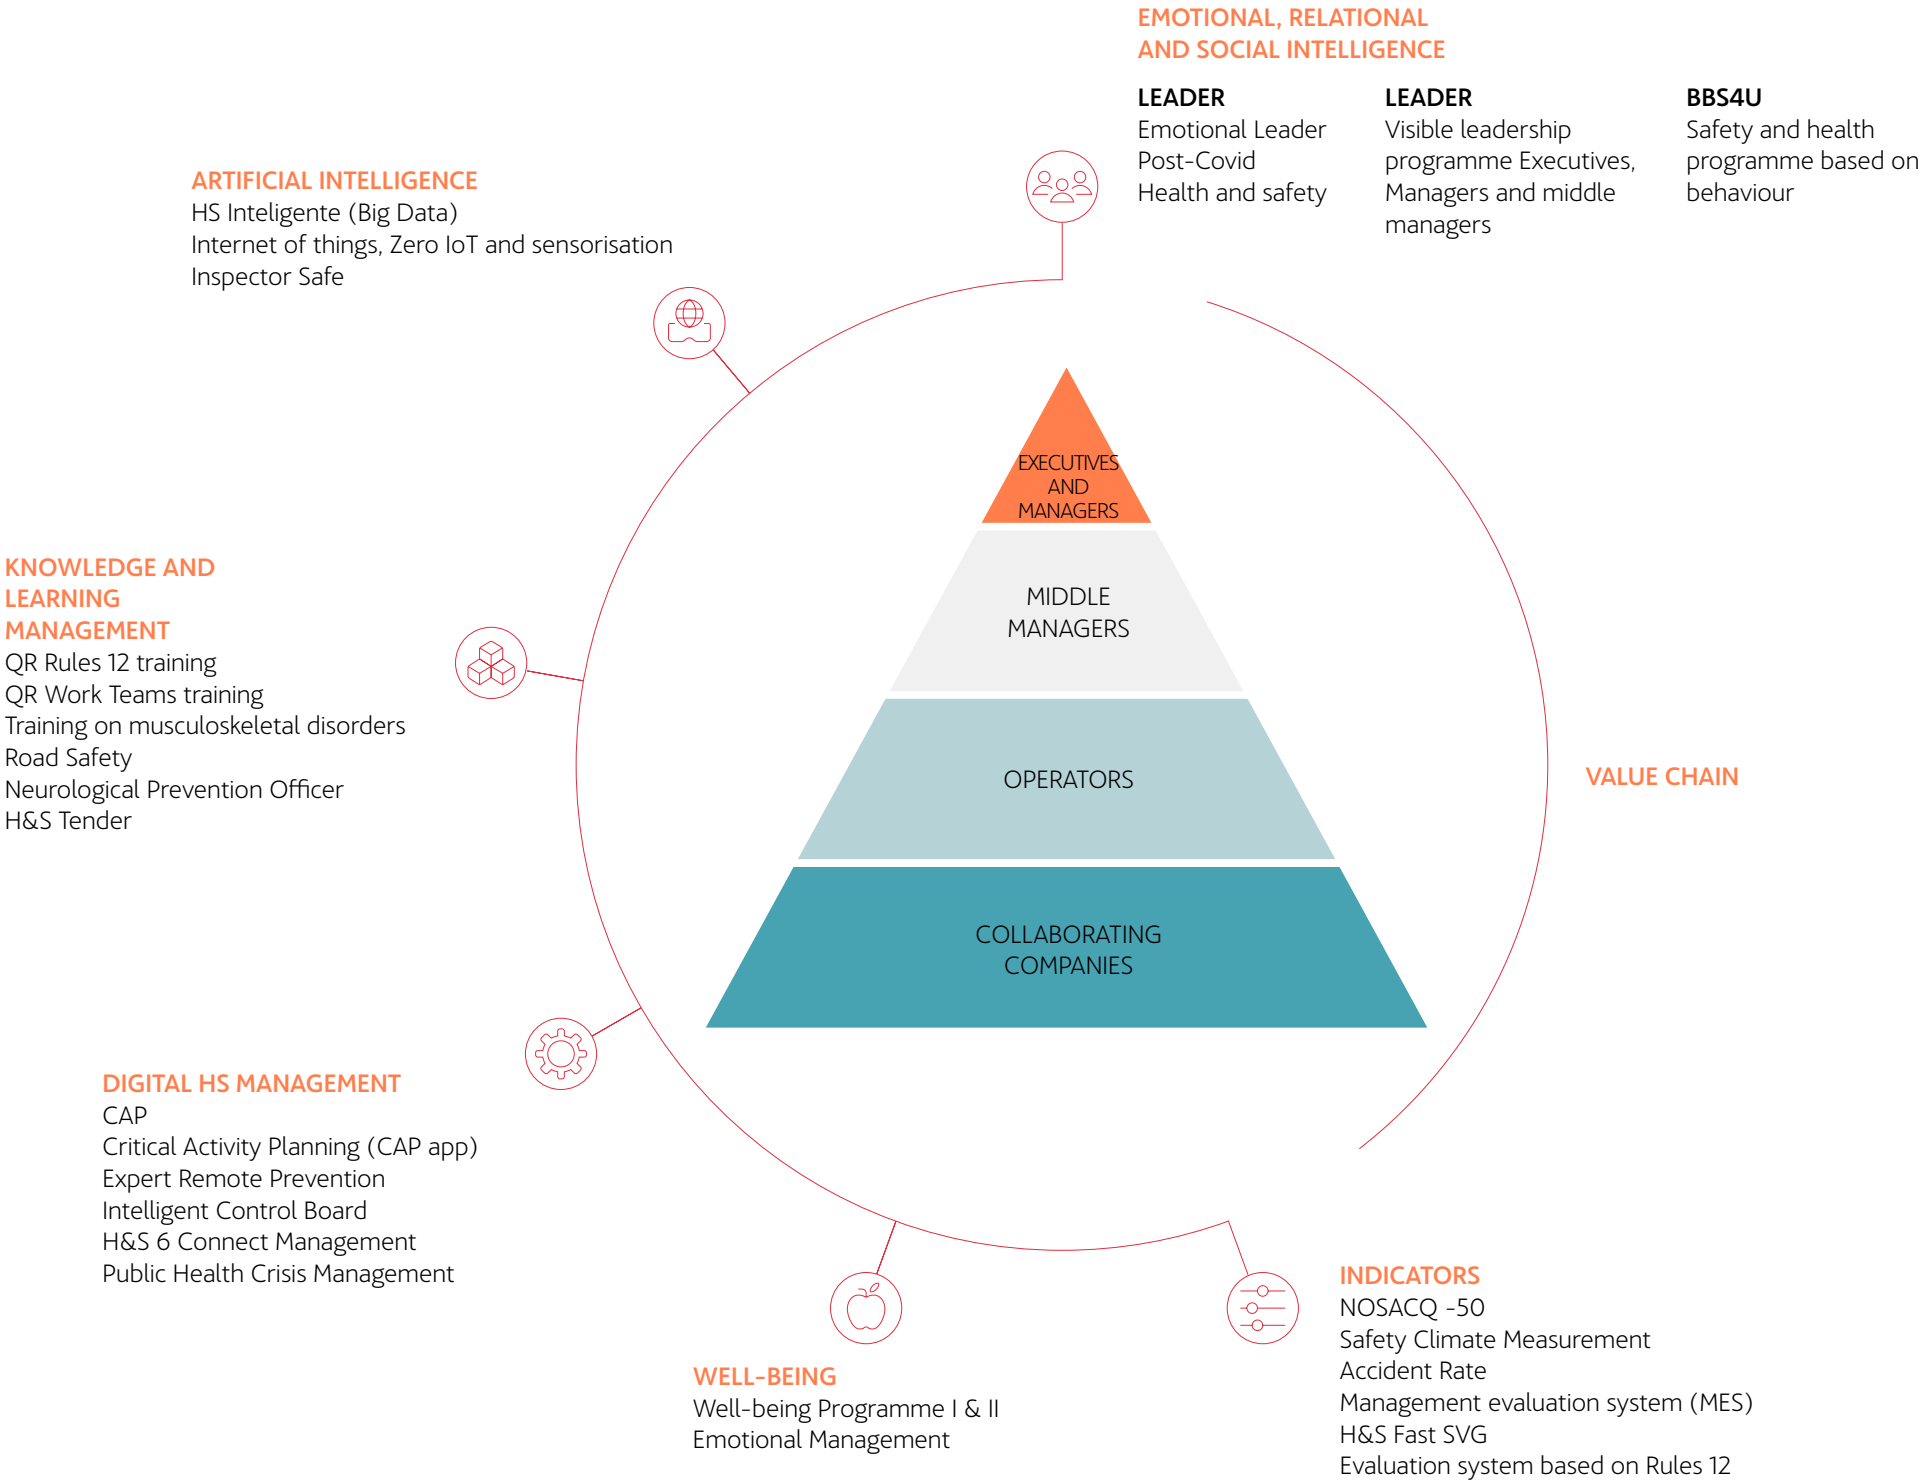 EMOTIONAL, RELATIONAL
AND SOCIAL INTELLIGENCE
LEADER
Emotional Leader
Post-Covid
Health and safety
LEADER
Visible leadership
programme Executives,
Managers and middle
managers
BBS4U
Safety and health
programme based on
behaviour
ARTIFICIAL INTELLIGENCE
HS Inteligente (Big Data)
Internet of things, Zero IoT and sensorisation
Inspector Safe
EXECUTIVES
AND
MANAGERS
MIDDLE
MANAGERS
OPERATORS
COLLABORATING
COMPANIES
KNOWLEDGE AND
LEARNING
MANAGEMENT
QR Rules 12 training
QR Work Teams training
Training on musculoskeletal disorders
Road Safety
Neurological Prevention Officer
H&S Tender
VALUE CHAIN
DIGITAL HS MANAGEMENT
CAP
Critical Activity Planning (CAP app)
Expert Remote Prevention
Intelligent Control Board
H&S 6 Connect Management
Public Health Crisis Management
WELL-BEING
Well-being Programme I & II
Emotional Management
INDICATORS
NOSACQ -50
Safety Climate Measurement
Accident Rate
Management evaluation system (MES)
H&S Fast SVG
Evaluation system based on Rules 12